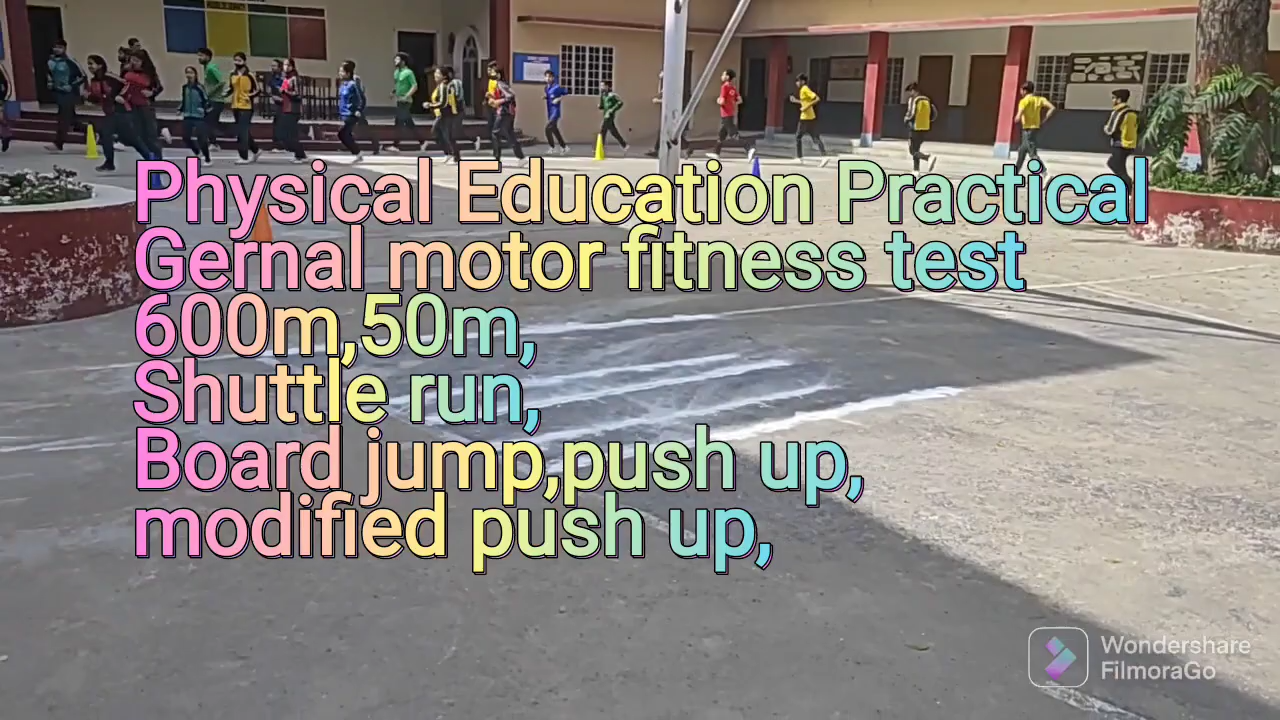 Physical Education Practical
Gernal motor fitness test
600m,50m,
Shuttle run,
Board jump,push up,
modified push up,
Wondershare
FilmoraGo